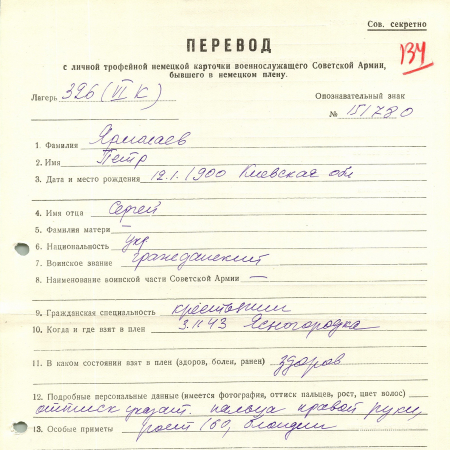 Сов. секретно
134
ПЕРЕВОД
с личной трофейной немецкой карточки военнослужащего Советской Армии,
бывшего в немецком плену.
Лагерь 326 (VI К)
Опознавательный знак
№ 151780
1. Фамилия Ярмолаев
2. Имя Петр
3. Дата и место рождения 12.1.1900 Киевская обл
4. Имя отца Сергей
5. Фамилия матери —
6. Национальность укр
7. Воинское звание гражданский
8. Наименование воинской части Советской Армии —
9. Гражданская специальность крестьянин
10. Когда и где взят в плен 3.11.43 Ясногородка
11. В каком состоянии взят в плен (здоров, болен, ранен) здоров
12. Подробные персональные данные (имеется фотография, оттиск пальцев, рост, цвет волос)
оттиск указат. пальца правой руки,
13. Особые приметы рост 160, блондин